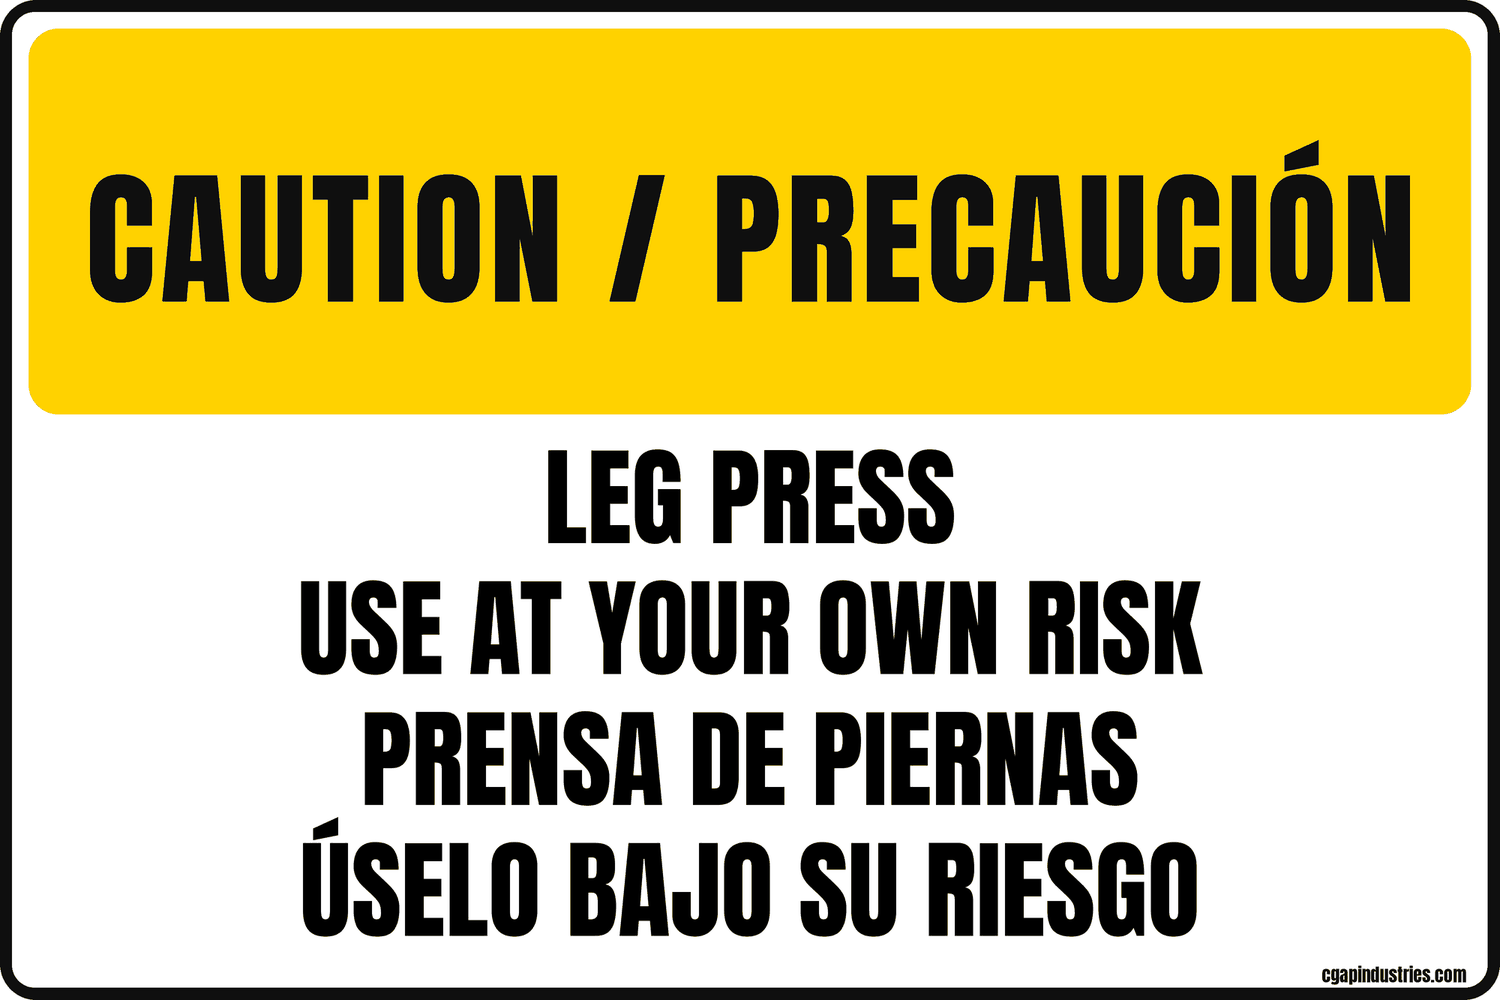 CAUTION / PRECAUCIÓN
LEG PRESS
USE AT YOUR OWN RISK
PRENSA DE PIERNAS
ÚSELO BAJO SU RIESGO
cgapindustries.com